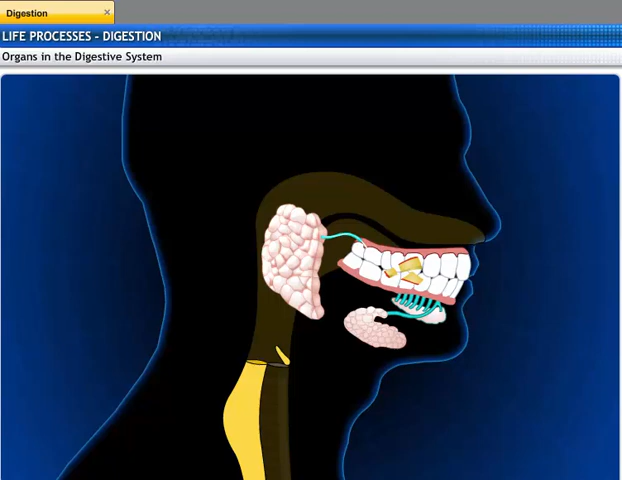 Digestion
LIFE PROCESSES - DIGESTION
Organs in the Digestive System